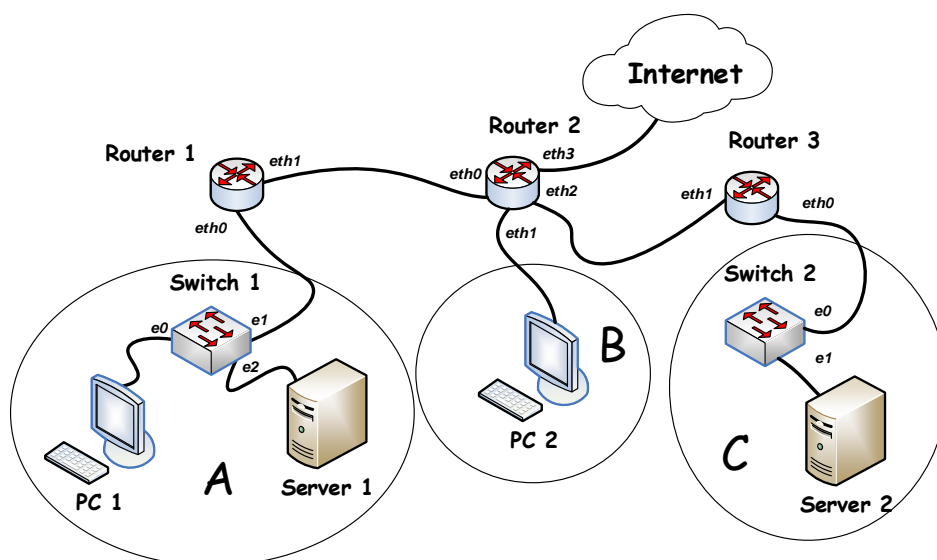 Internet
Router 2
Router 3
Router 1
eth3
eth1
eth0
eth2
eth1
eth0
eth0
eth1
Switch 2
Switch 1
e0
e1
e0
B
e1
e2
PC 2
C
A
Server 1
PC 1
Server 2